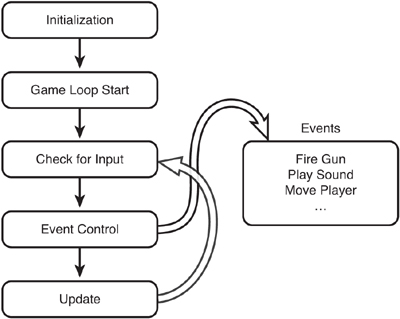 Initialization
Game Loop Start
Check for Input
Event Control
Update
Events
Fire Gun
Play Sound
Move Player
...